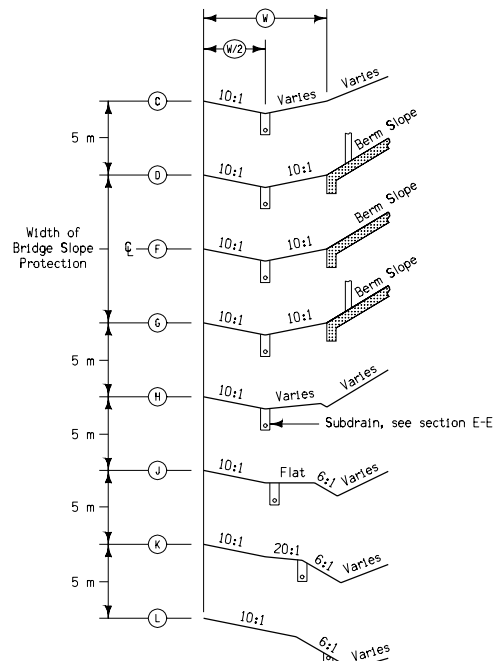 W
W/2
C
10:1
Varies
Varies
5 m
D
10:1
10:1
Berm Slope
Width of
Bridge Slope
Protection
℄
F
10:1
10:1
Berm Slope
G
10:1
10:1
Berm Slope
5 m
H
10:1
Varies
Varies
Subdrain, see section E-E
5 m
J
10:1
Flat
6:1
Varies
5 m
K
10:1
20:1
6:1
Varies
5 m
L
10:1
6:1
Varies